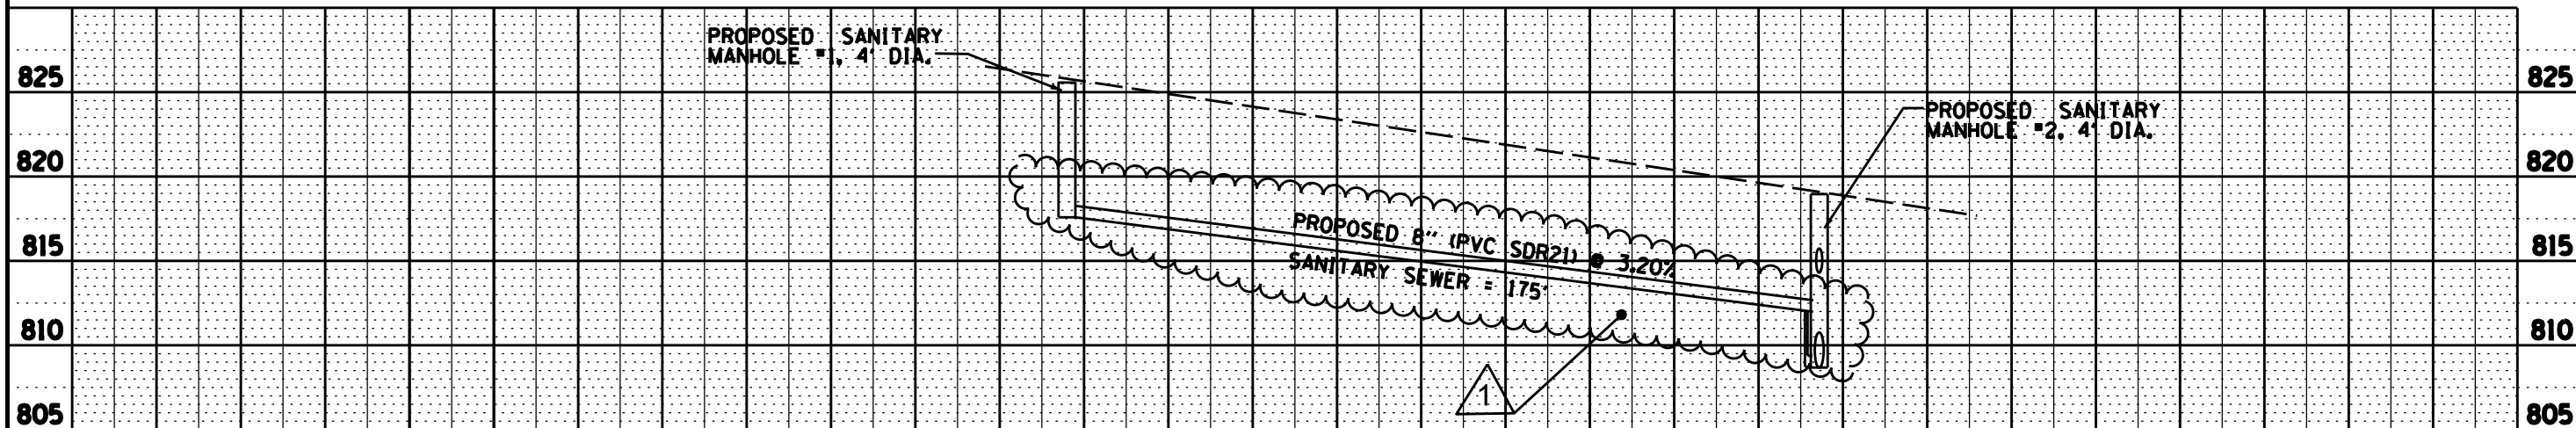 PROPOSED SANITARY
MANHOLE #1, 4' DIA.
825
825
PROPOSED SANITARY
MANHOLE #2, 4' DIA.
820
820
PROPOSED 8'' (PVC SDR21) @ 3.20%
SANITARY SEWER = 175'
815
815
810
810
1
805
805